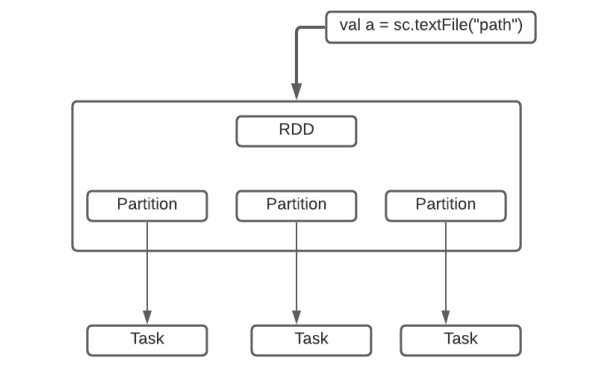 val a = sc.textFile("path")
RDD
Partition Partition Partition
Task Task Task